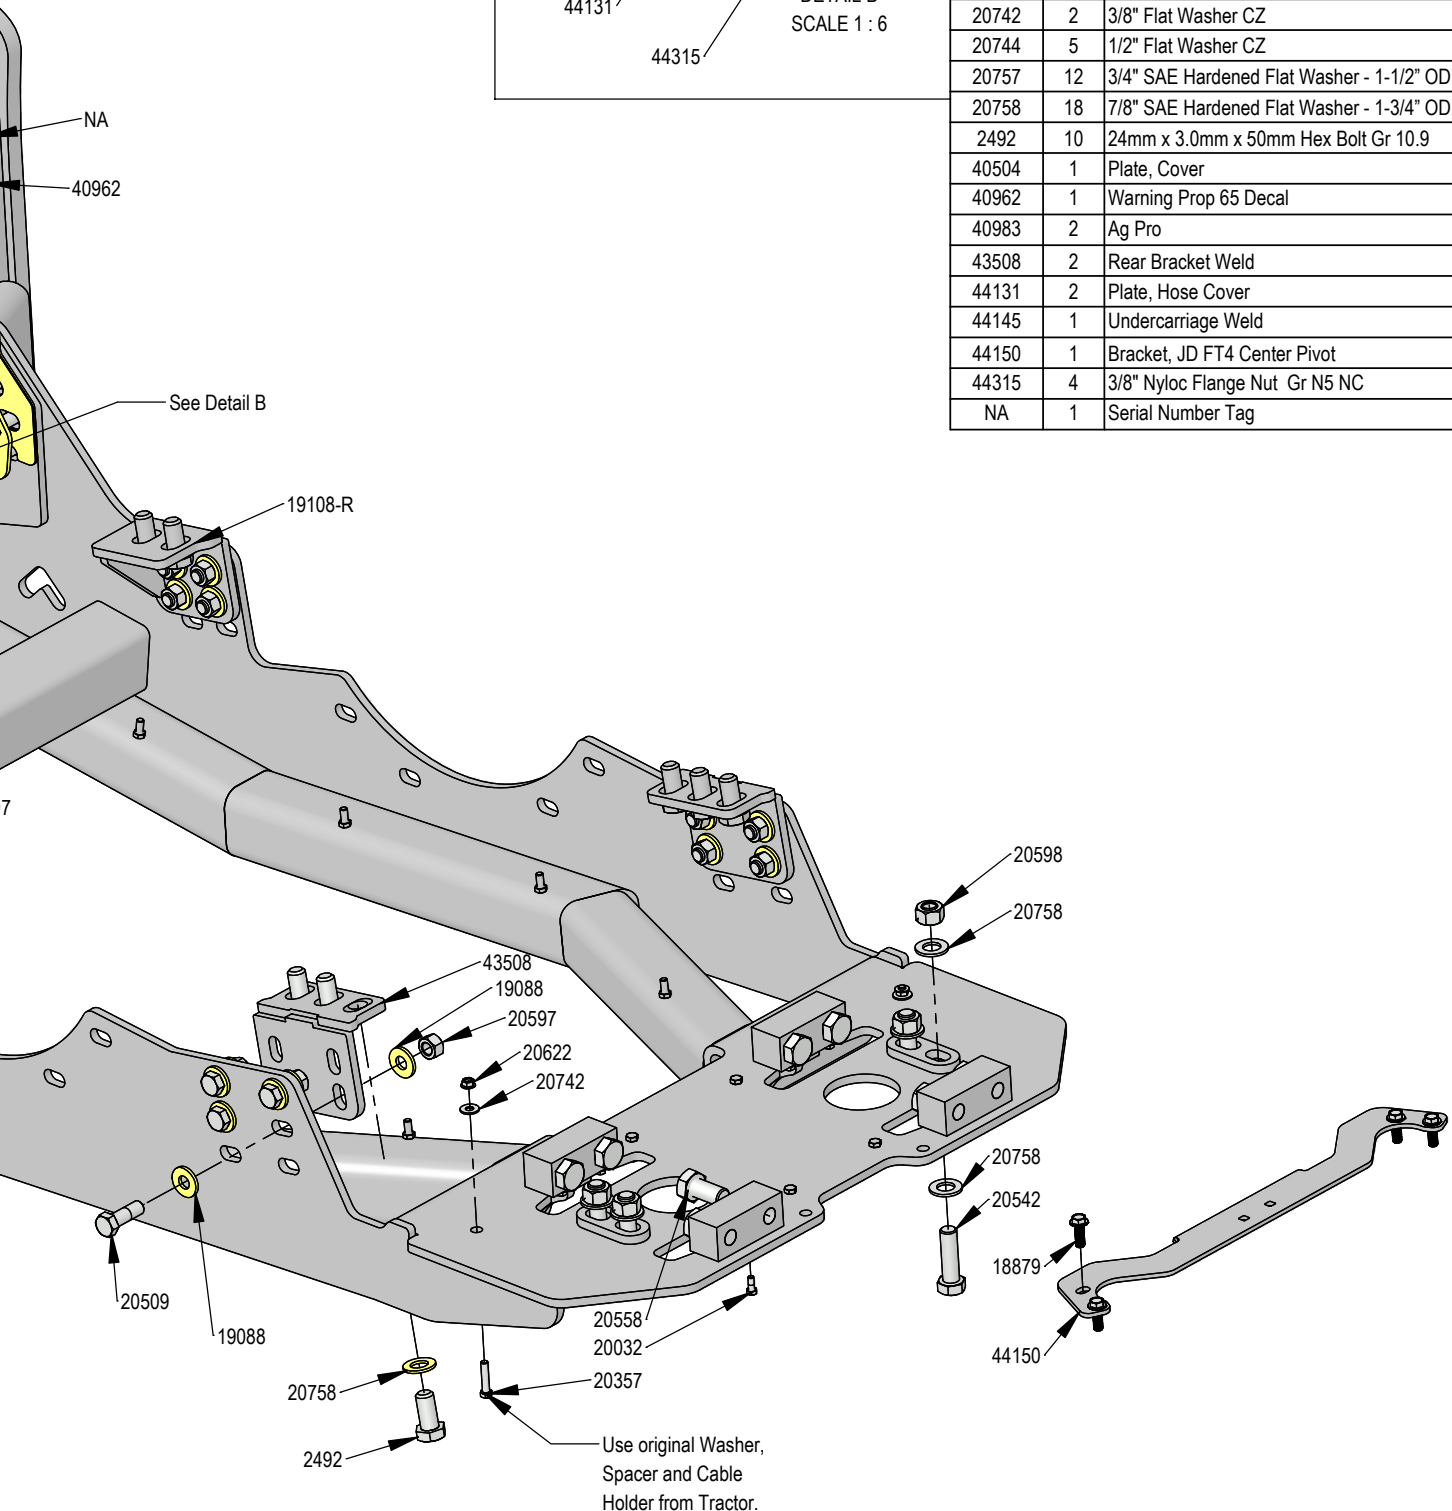 44131
DETAIL B
SCALE 1 : 6
44315
20742 2 3/8" Flat Washer CZ
20744 5 1/2" Flat Washer CZ
20757 12 3/4" SAE Hardened Flat Washer - 1-1/2” OD
20758 18 7/8" SAE Hardened Flat Washer - 1-3/4” OD
2492 10 24mm x 3.0mm x 50mm Hex Bolt Gr 10.9
40504 1 Plate, Cover
40962 1 Warning Prop 65 Decal
40983 2 Ag Pro
43508 2 Rear Bracket Weld
44131 2 Plate, Hose Cover
44145 1 Undercarriage Weld
44150 1 Bracket, JD FT4 Center Pivot
44315 4 3/8" Nyloc Flange Nut Gr N5 NC
NA 1 Serial Number Tag
NA
40962
See Detail B
19108-R
20598
20758
43508
19088
20597
20622
20742
20758
20542
18879
44150
20509
19088
20558
20032
20357
20758
2492
Use original Washer,
Spacer and Cable
Holder from Tractor.